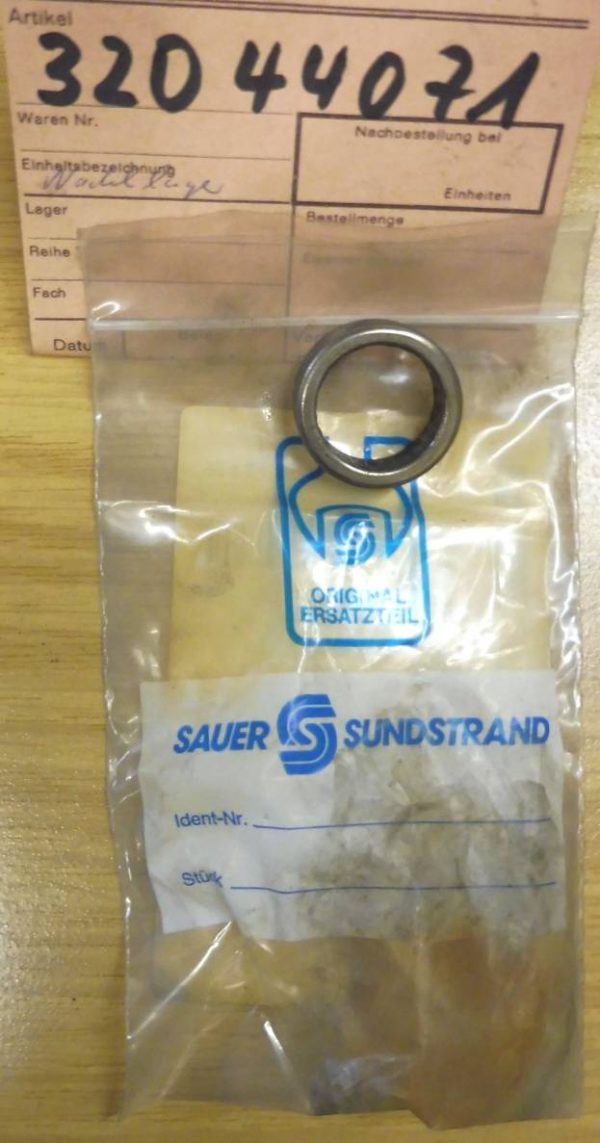 Artikel
320 44071
Waren Nr.
Nachbestellung bei
Einheitsbezeichnung
Einheiten
Lager
Bestellmenge
Reihe
Fach
Datu
ORIGINAL
ERSATZTEIL
SAUER SUNDSTRAND
Ident-Nr.
Stück